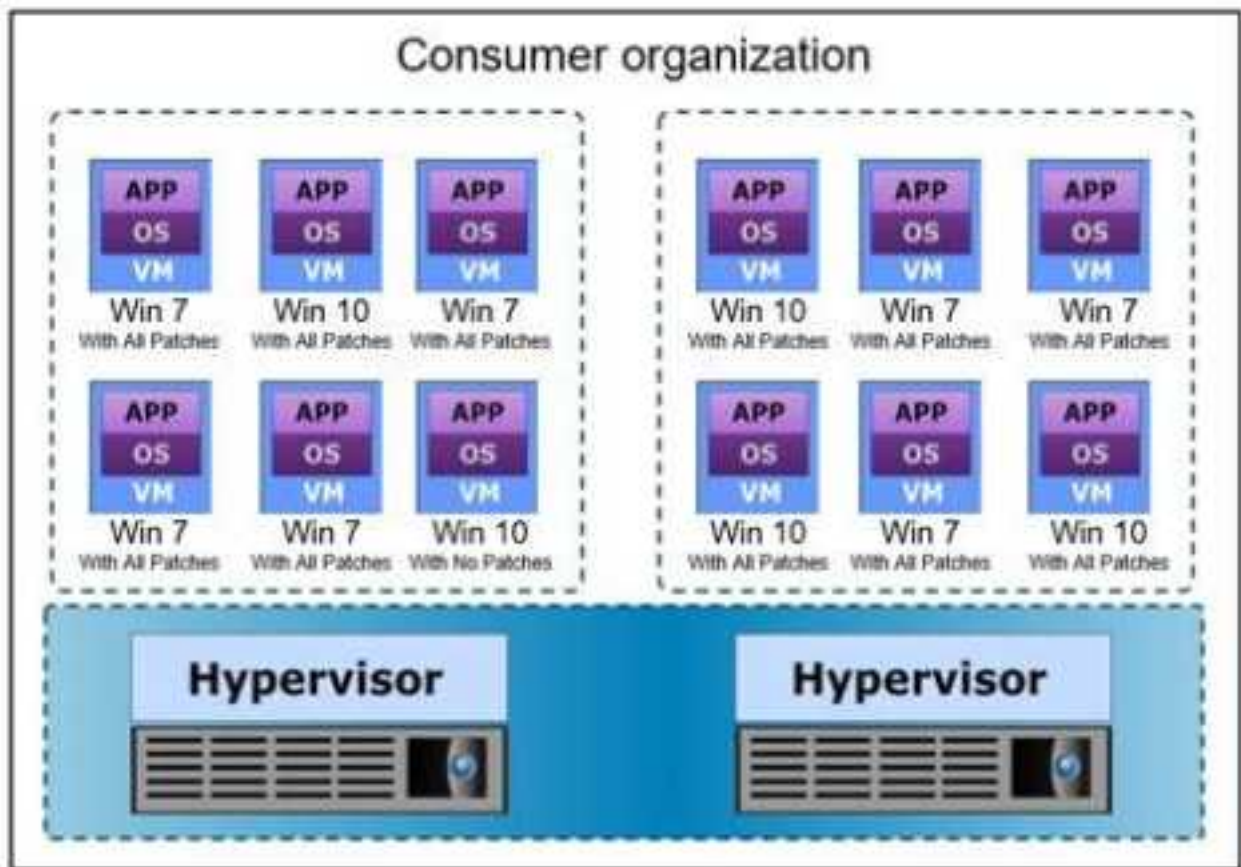 Consumer organization
APP APP APP APP APP APP
OS OS OS OS OS OS
VM VM VM VM VM VM
Win 7 Win 10 Win 7 Win 10 Win 7 Win 7
With All Patches With All Patches With All Patches With All Patches With All Patches With All Patches
APP APP APP APP APP APP
OS OS OS OS OS OS
VM VM VM VM VM VM
Win 7 Win 7 Win 10 Win 10 Win 7 Win 10
With All Patches With All Patches With No Patches With All Patches With All Patches With All Patches
Hypervisor Hypervisor